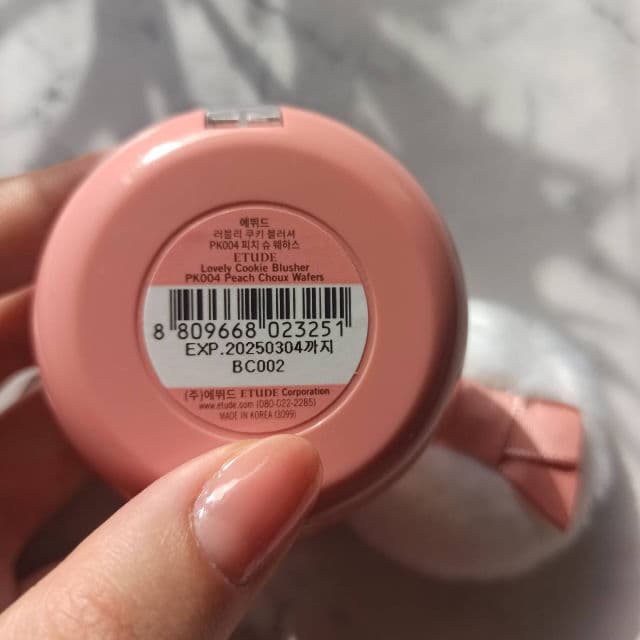 에뛰드
러블리 쿠키 블러셔
PK004 피치 슈 웨하스
ETUDE
Lovely Cookie Blusher
PK004 Peach Choux Wafers
8 809668 023251
EXP.20250304까지
BC002
(주)에뛰드 ETUDE Corporation
www.etude.com (080-022-2285)
MADE IN KOREA (3099)